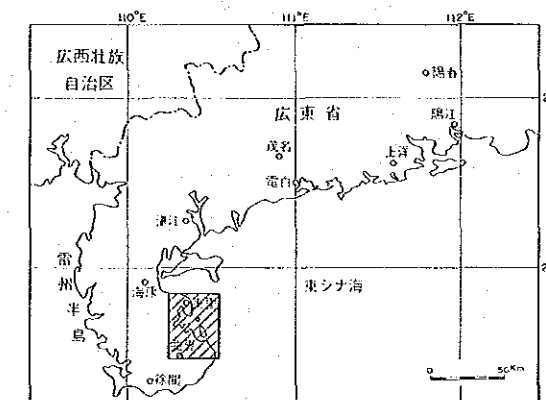 110°E
111°E
112°E
広西壮族
自治区
陽春
広東省
陽江
茂名
上洋
電白
湛江
2
雷州半島
海康
2
東シナ海
徐聞
0
50Km